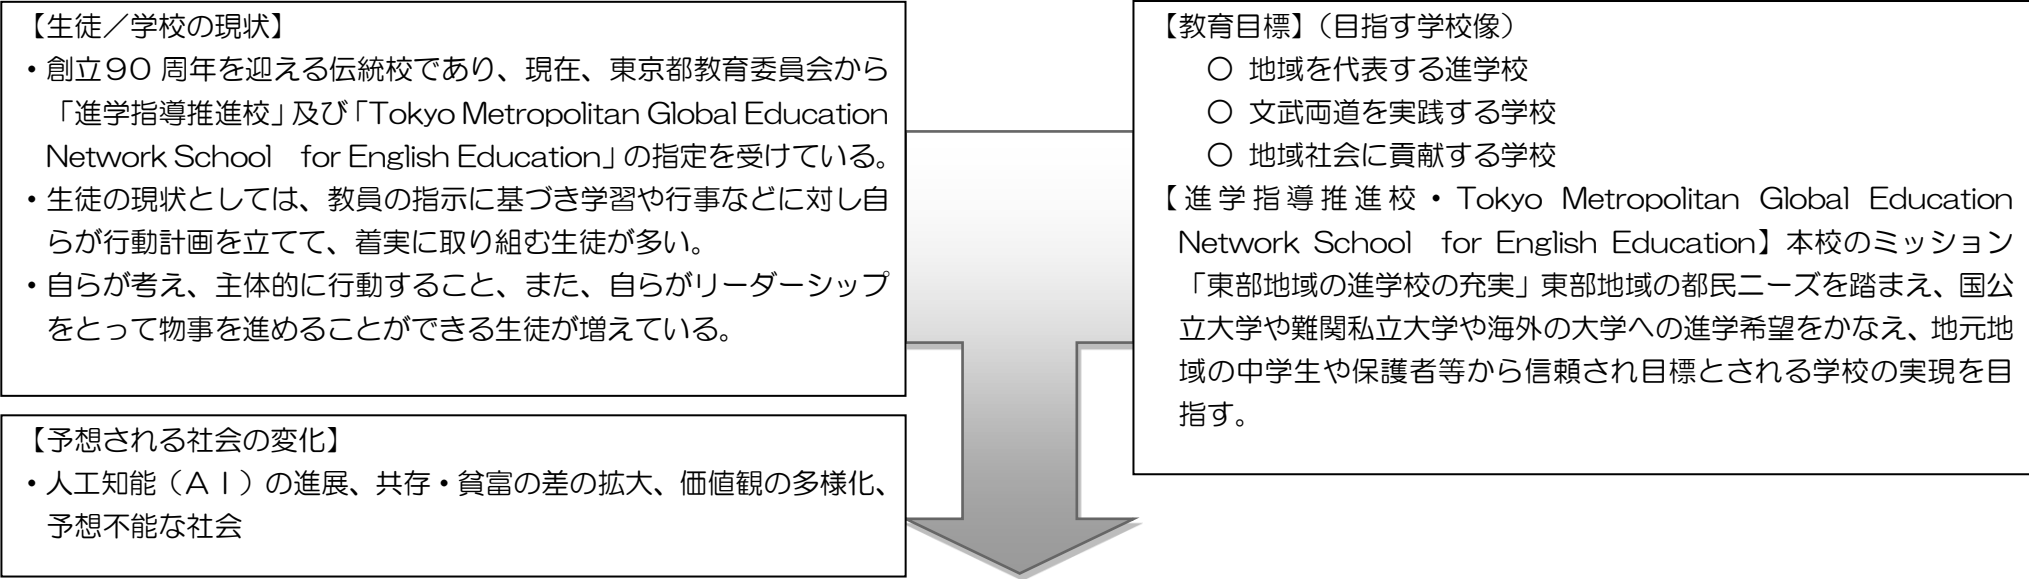 【生徒／学校の現状】
・創立９０ 周年を迎える伝統校であり、現在、東京都教育委員会から
「進学指導推進校」及び「Tokyo Metropolitan Global Education
Network School　for English Education」の指定を受けている。
・生徒の現状としては、教員の指示に基づき学習や行事などに対し自
らが行動計画を立てて、着実に取り組む生徒が多い。
・自らが考え、主体的に行動すること、また、自らがリーダーシップ
をとって物事を進めることができる生徒が増えている。
【予想される社会の変化】
・人工知能（ＡＩ）の進展、共存・貧富の差の拡大、価値観の多様化、
予想不能な社会
【教育目標】（目指す学校像）
○ 地域を代表する進学校
○ 文武両道を実践する学校
○ 地域社会に貢献する学校
【進学指導推進校・Tokyo Metropolitan Global Education
Network School　for English Education】本校のミッション
「東部地域の進学校の充実」東部地域の都民ニーズを踏まえ、国公
立大学や難関私立大学や海外の大学への進学希望をかなえ、地元地
域の中学生や保護者等から信頼され目標とされる学校の実現を目
指す。